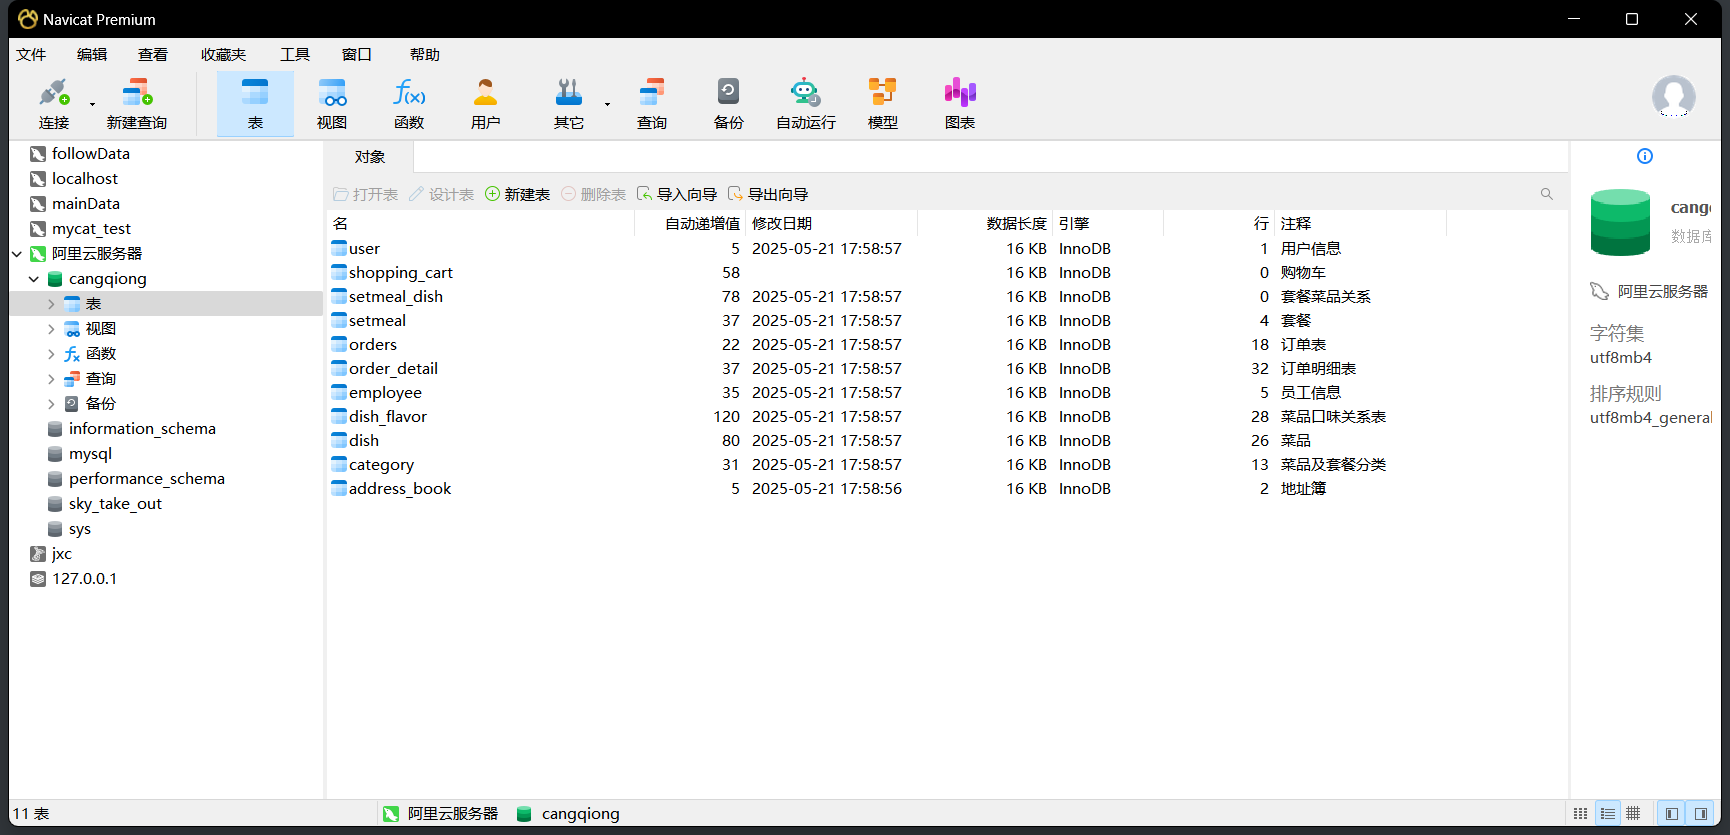 Navicat Premium
文件 编辑 查看 收藏夹 工具 窗口 帮助
连接 新建查询 表 视图 函数 用户 其它 查询 备份 自动运行 模型 图表
followData
localhost
mainData
mycat_test
阿里云服务器
cangqiong
表
视图
函数
查询
备份
information_schema
mysql
performance_schema
sky_take_out
sys
jxc
127.0.0.1
对象
打开表 设计表 新建表 删除表 导入向导 导出向导
名 自动递增值 修改日期 数据长度 引擎 行 注释
user 5 2025-05-21 17:58:57 16 KB InnoDB 1 用户信息
shopping_cart 58 16 KB InnoDB 0 购物车
setmeal_dish 78 2025-05-21 17:58:57 16 KB InnoDB 0 套餐菜品关系
setmeal 37 2025-05-21 17:58:57 16 KB InnoDB 4 套餐
orders 22 2025-05-21 17:58:57 16 KB InnoDB 18 订单表
order_detail 37 2025-05-21 17:58:57 16 KB InnoDB 32 订单明细表
employee 35 2025-05-21 17:58:57 16 KB InnoDB 5 员工信息
dish_flavor 120 2025-05-21 17:58:57 16 KB InnoDB 28 菜品口味关系表
dish 80 2025-05-21 17:58:57 16 KB InnoDB 26 菜品
category 31 2025-05-21 17:58:57 16 KB InnoDB 13 菜品及套餐分类
address_book 5 2025-05-21 17:58:56 16 KB InnoDB 2 地址簿
cang
数据库
阿里云服务器
字符集
utf8mb4
排序规则
utf8mb4_general
11 表 阿里云服务器 cangqiong